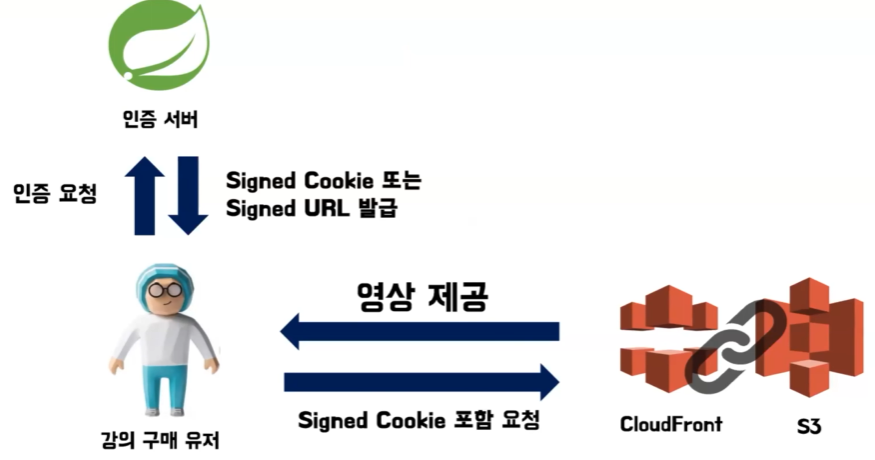 인증 서버
인증 요청
Signed Cookie 또는
Signed URL 발급
영상 제공
Signed Cookie 포함 요청
강의 구매 유저
CloudFront
S3